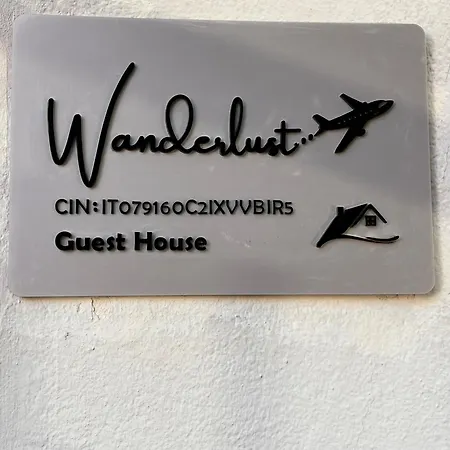 Wanderlust..
CIN:IT079160C2IXVVBIR5
Guest House